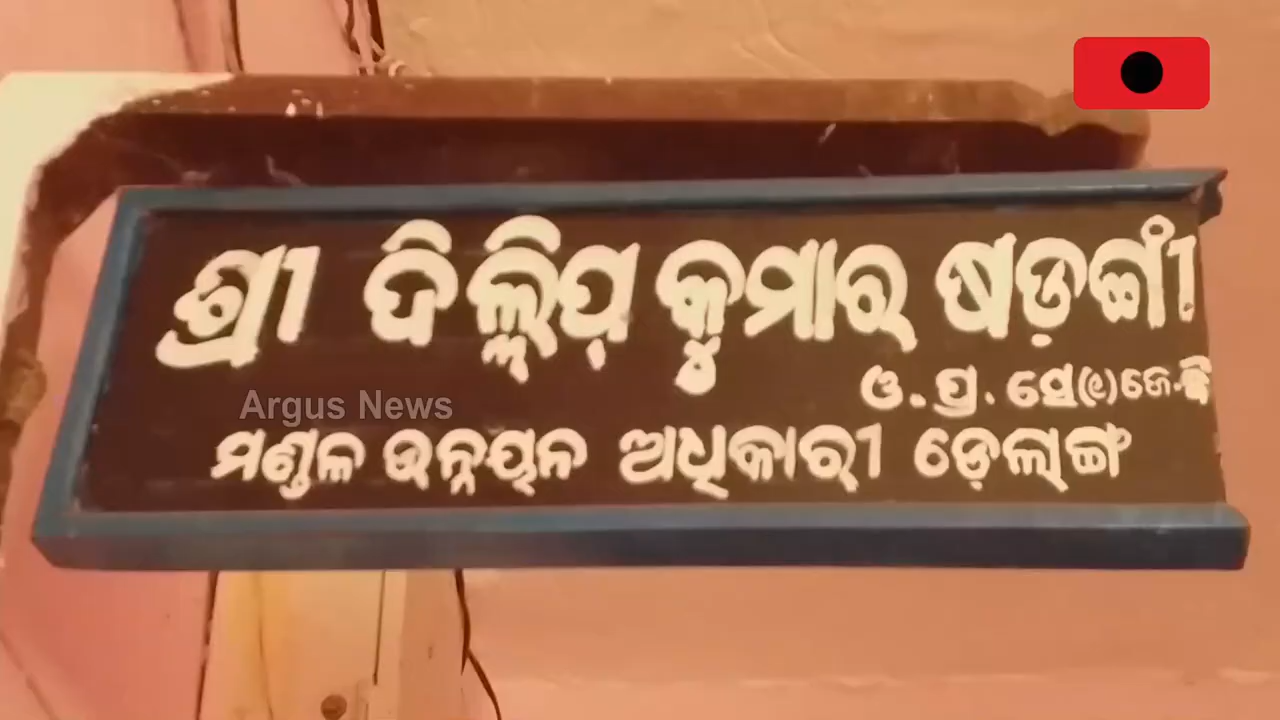 ଶ୍ରୀ ଦିଲ୍ଲିପ୍ କୁମାର ଷଡ଼ଙ୍ଗୀ
ଓ.ପ୍ର.ସେ(୧)ଜେ.
Argus News
ମଣ୍ଡଳ ଉନ୍ନୟନ ଅଧିକାରୀ ଡ଼େଲାଙ୍ଗ